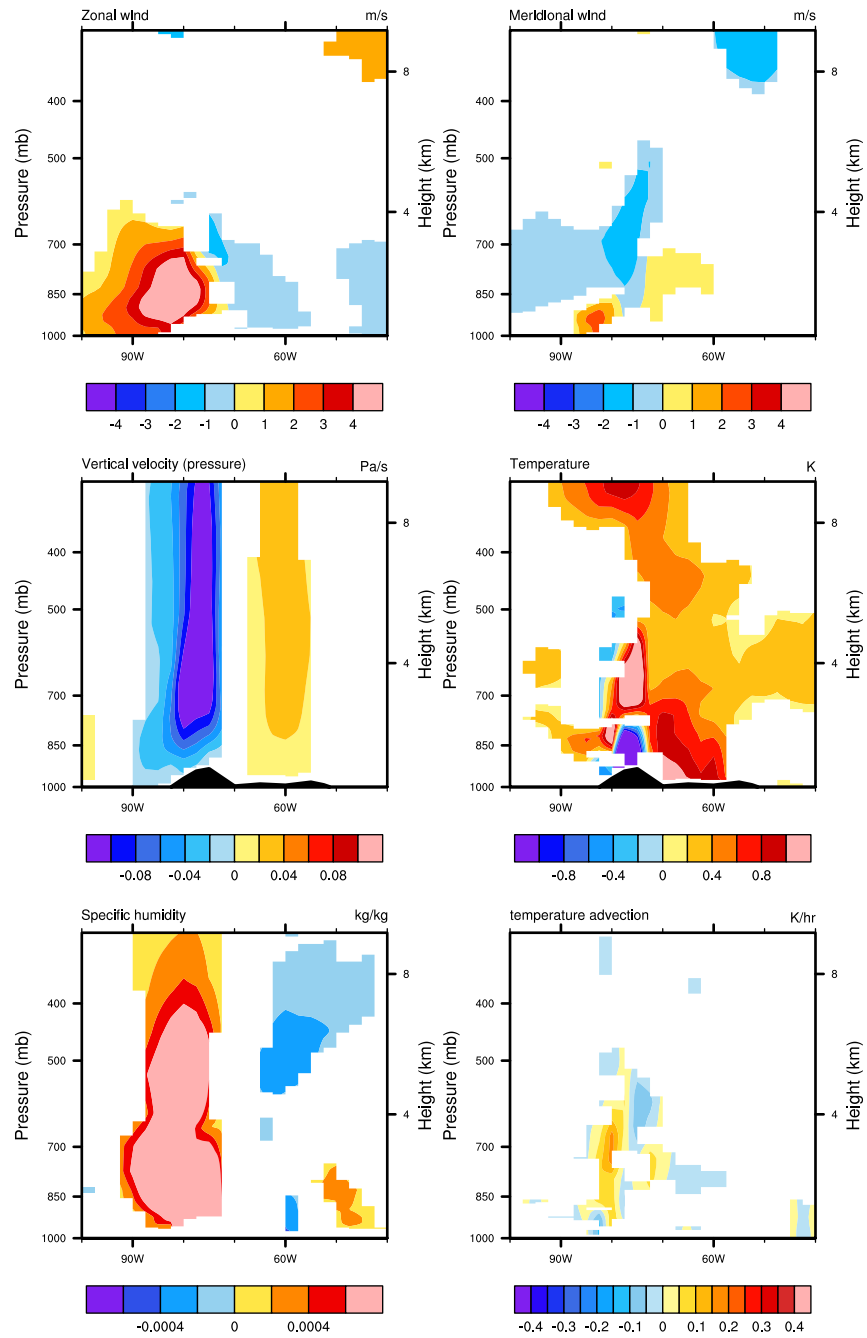 Zonal wind m/s
Pressure (mb)
400
500
700
850
1000
8
4
Height (km)
90W 60W
-4 -3 -2 -1 0 1 2 3 4
Meridional wind m/s
Pressure (mb)
400
500
700
850
1000
8
4
Height (km)
90W 60W
-4 -3 -2 -1 0 1 2 3 4
Vertical velocity (pressure) Pa/s
Pressure (mb)
400
500
700
850
1000
8
4
Height (km)
90W 60W
-0.08 -0.04 0 0.04 0.08
Temperature K
Pressure (mb)
400
500
700
850
1000
8
4
Height (km)
90W 60W
-0.8 -0.4 0 0.4 0.8
Specific humidity kg/kg
Pressure (mb)
400
500
700
850
1000
8
4
Height (km)
90W 60W
-0.0004 0 0.0004
temperature advection K/hr
Pressure (mb)
400
500
700
850
1000
8
4
Height (km)
90W 60W
-0.4 -0.3 -0.2 -0.1 0 0.1 0.2 0.3 0.4